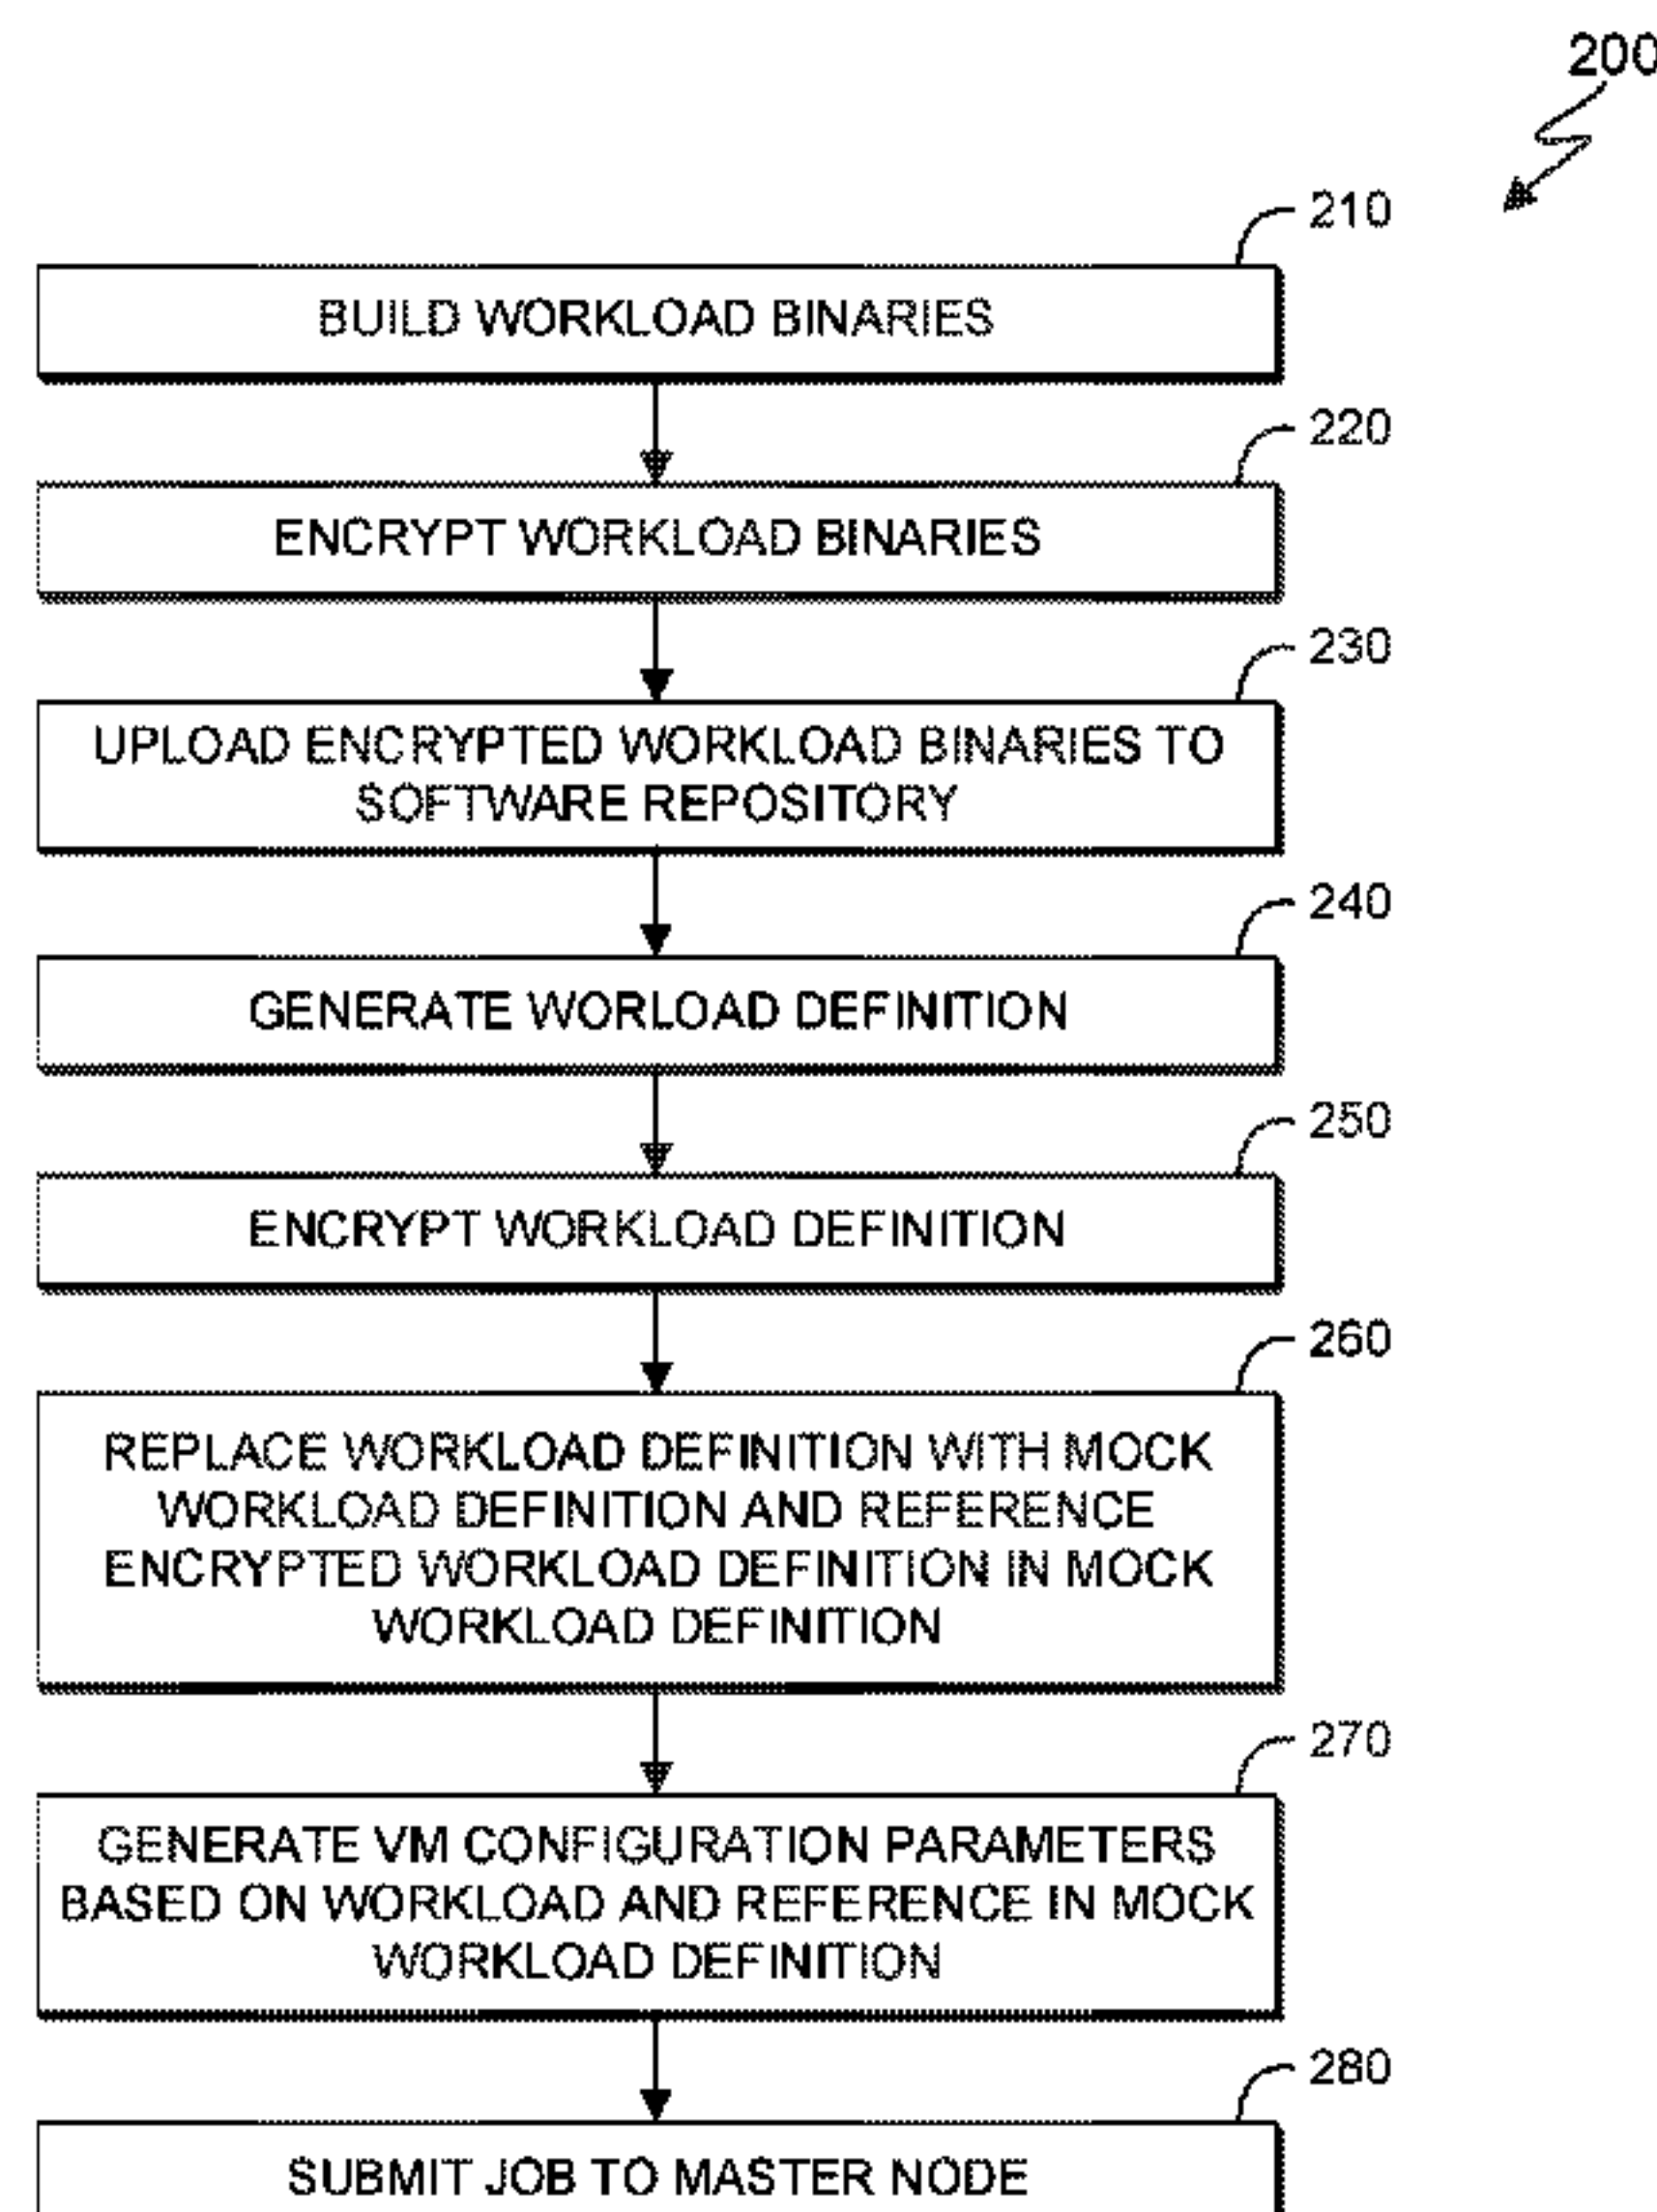 200
210
BUILD WORKLOAD BINARIES
220
ENCRYPT WORKLOAD BINARIES
230
UPLOAD ENCRYPTED WORKLOAD BINARIES TO
SOFTWARE REPOSITORY
240
GENERATE WORLOAD DEFINITION
250
ENCRYPT WORKLOAD DEFINITION
260
REPLACE WORKLOAD DEFINITION WITH MOCK
WORKLOAD DEFINITION AND REFERENCE
ENCRYPTED WORKLOAD DEFINITION IN MOCK
WORKLOAD DEFINITION
270
GENERATE VM CONFIGURATION PARAMETERS
BASED ON WORKLOAD AND REFERENCE IN MOCK
WORKLOAD DEFINITION
280
SUBMIT JOB TO MASTER NODE